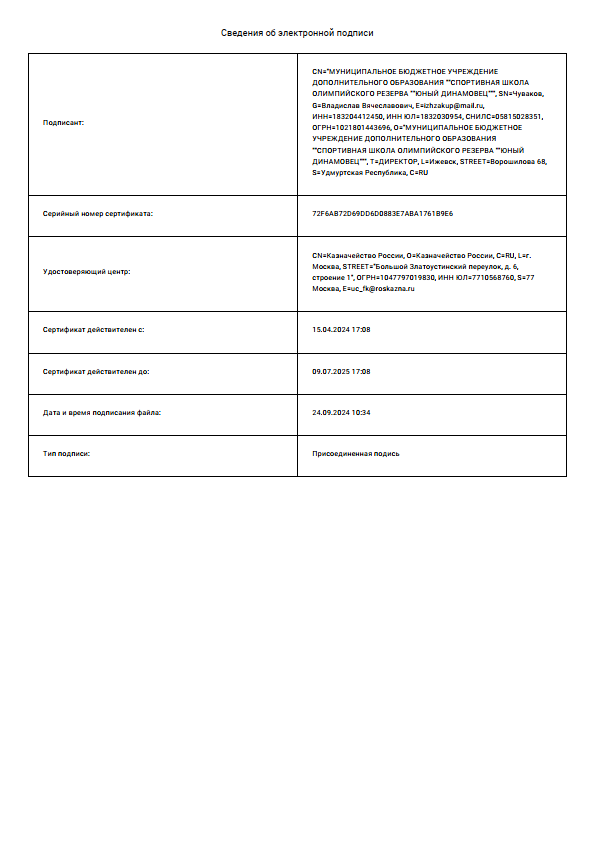 Сведения об электронной подписи
Подписант:
CN="МУНИЦИПАЛЬНОЕ БЮДЖЕТНОЕ УЧРЕЖДЕНИЕ
ДОПОЛНИТЕЛЬНОГО ОБРАЗОВАНИЯ ""СПОРТИВНАЯ ШКОЛА
ОЛИМПИЙСКОГО РЕЗЕРВА ""ЮНЫЙ ДИНАМОВЕЦ""", SN=Чуваков,
G=Владислав Вячеславович, E=izhzakup@mail.ru,
ИНН=183204412450, ИНН ЮЛ=1832030954, СНИЛС=05815028351,
ОГРН=1021801443696, O="МУНИЦИПАЛЬНОЕ БЮДЖЕТНОЕ
УЧРЕЖДЕНИЕ ДОПОЛНИТЕЛЬНОГО ОБРАЗОВАНИЯ
""СПОРТИВНАЯ ШКОЛА ОЛИМПИЙСКОГО РЕЗЕРВА ""ЮНЫЙ
ДИНАМОВЕЦ""", T=ДИРЕКТОР, L=Ижевск, STREET=Ворошилова 68,
S=Удмуртская Республика, C=RU
Серийный номер сертификата:
72F6AB72D69DD6D0883E7ABA1761B9E6
Удостоверяющий центр:
CN=Казначейство России, O=Казначейство России, C=RU, L=г.
Москва, STREET="Большой Златоустинский переулок, д. 6,
строение 1", ОГРН=1047797019830, ИНН ЮЛ=7710568760, S=77
Москва, E=uc_fk@roskazna.ru
Сертификат действителен с:
15.04.2024 17:08
Сертификат действителен до:
09.07.2025 17:08
Дата и время подписания файла:
24.09.2024 10:34
Тип подписи:
Присоединенная подись